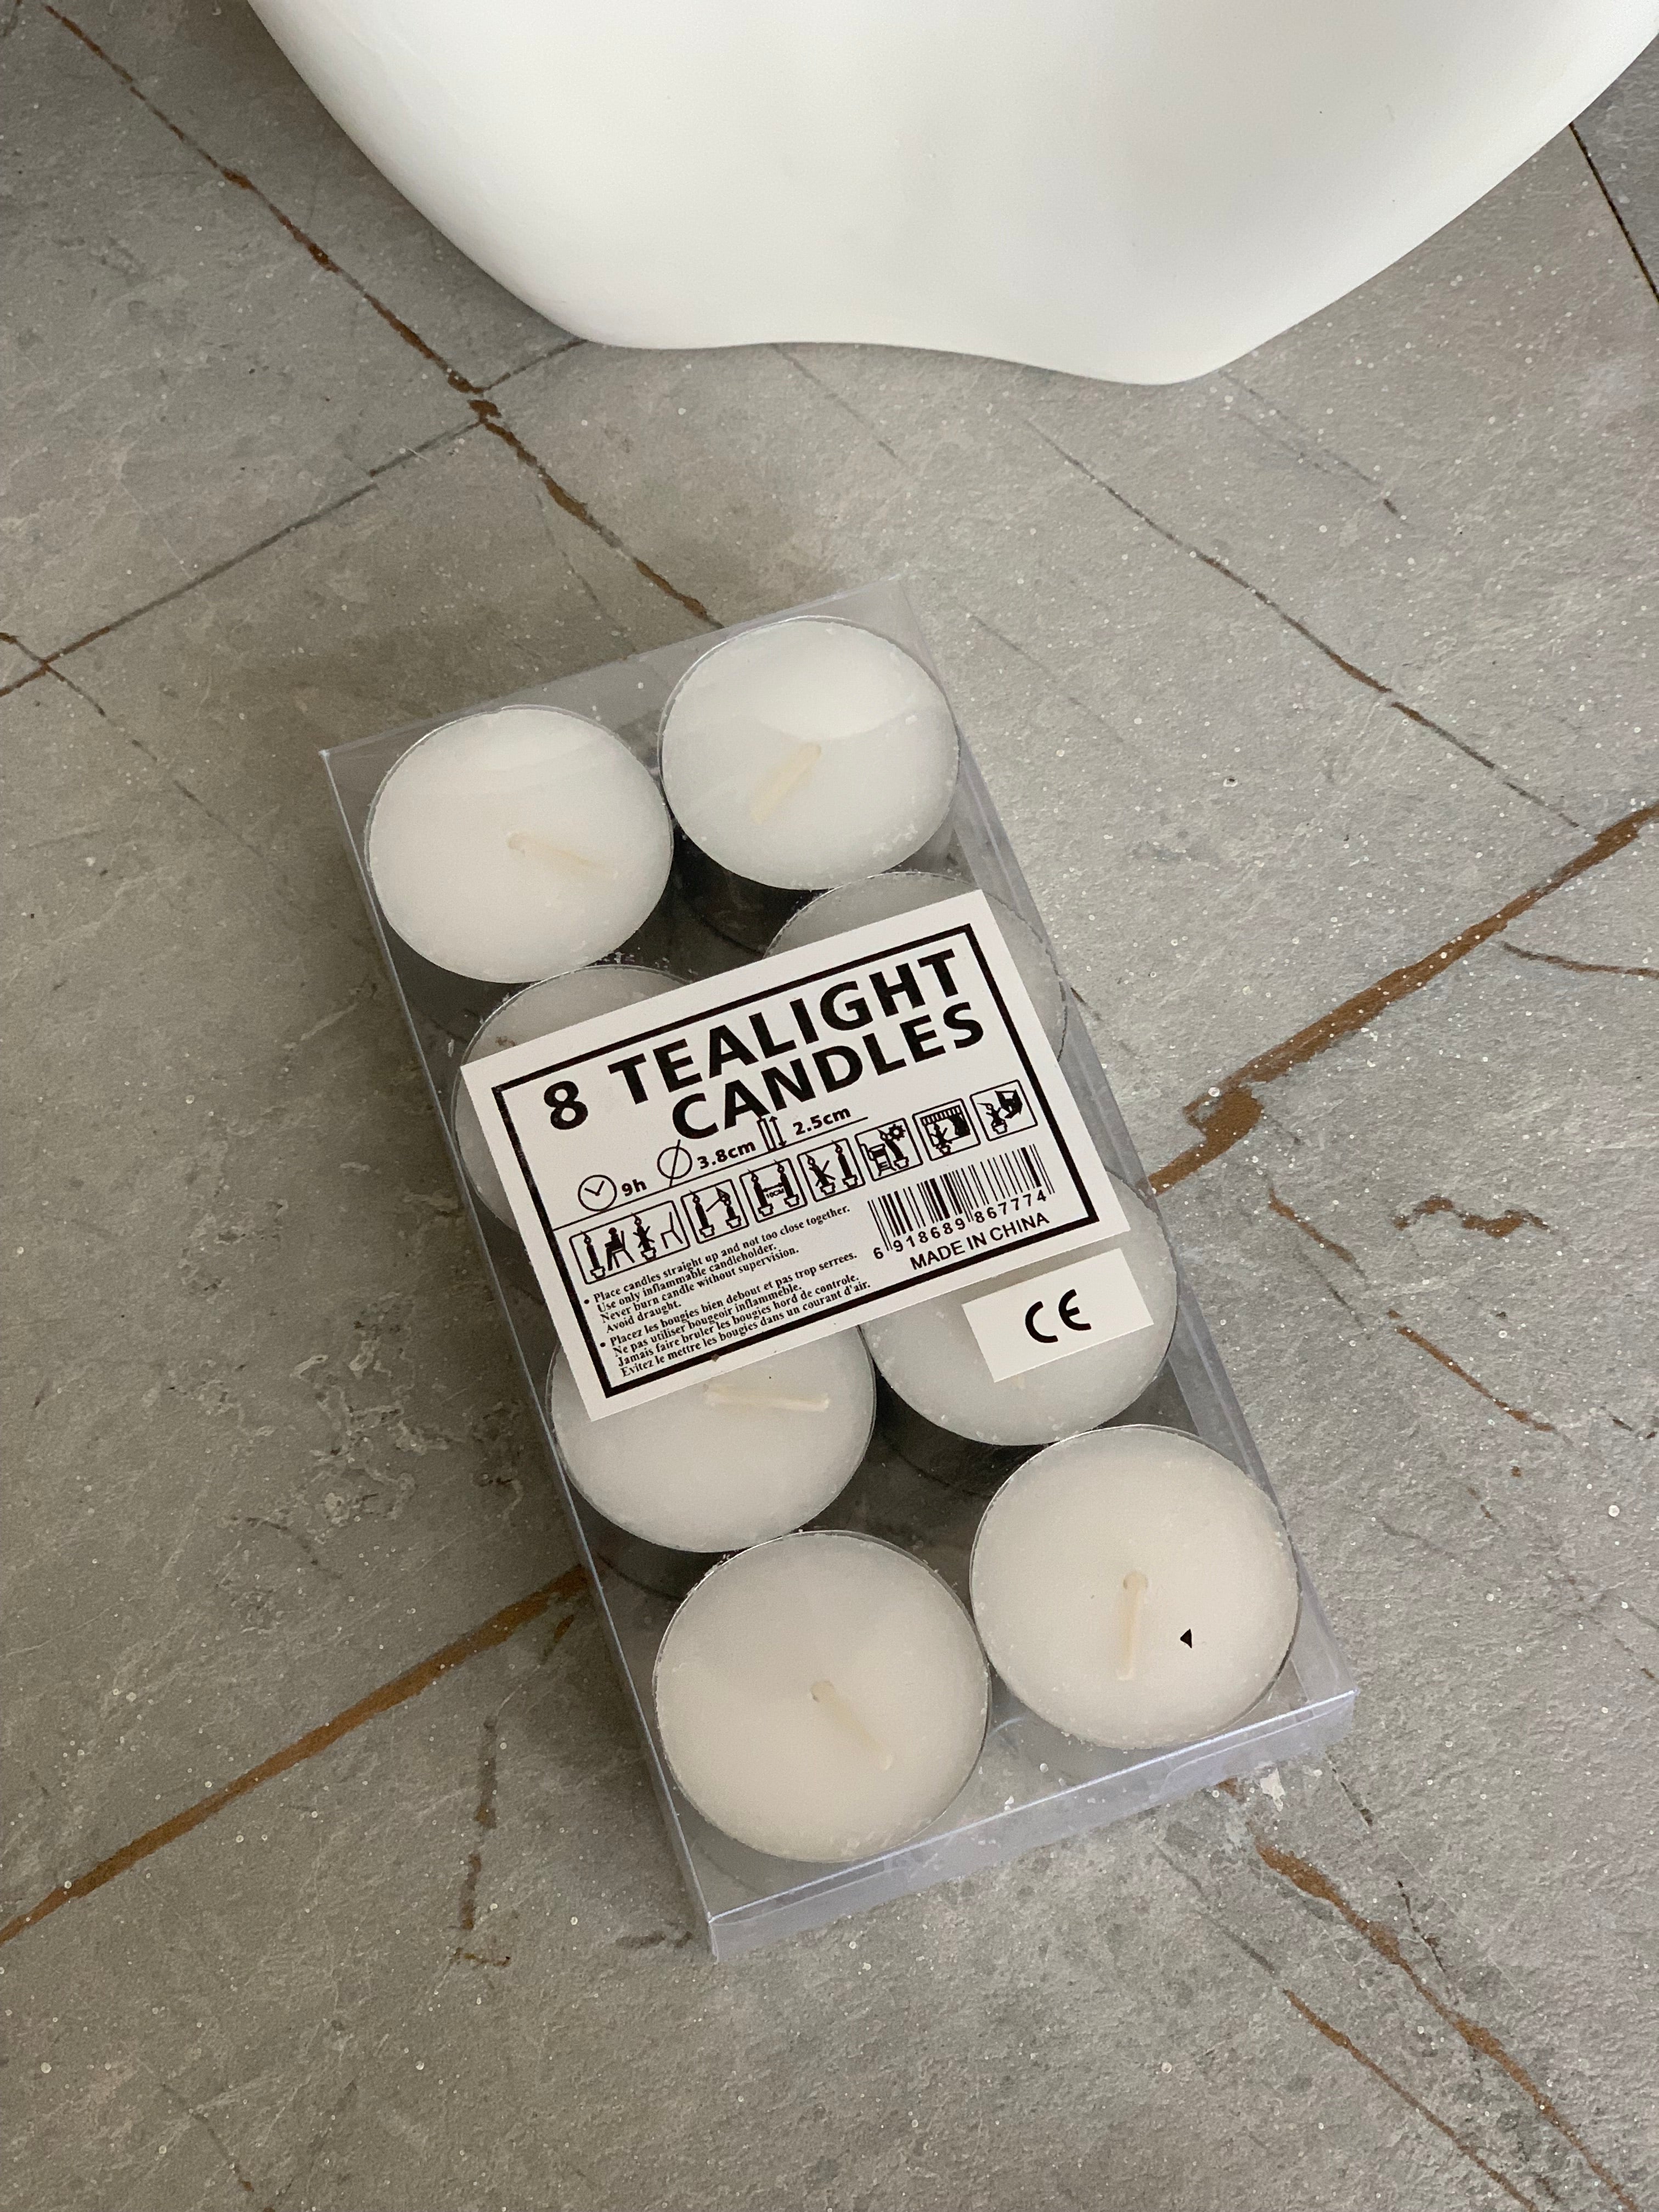 8 TEALIGHT
CANDLES
9h 3.8cm 2.5cm
10CM
• Place candles straight up and not too close together.
Use only inflammable candleholder.
Never burn candle without supervision.
Avoid draught.
• Placez les bougies bien debout et pas trop serrees.
Ne pas utiliser bougeoir inflammeble.
Jamais faire bruler les bougies hord de controle.
Evitez le mettre les bougies dans un courant d'air.
6 918689 867774
MADE IN CHINA
CE